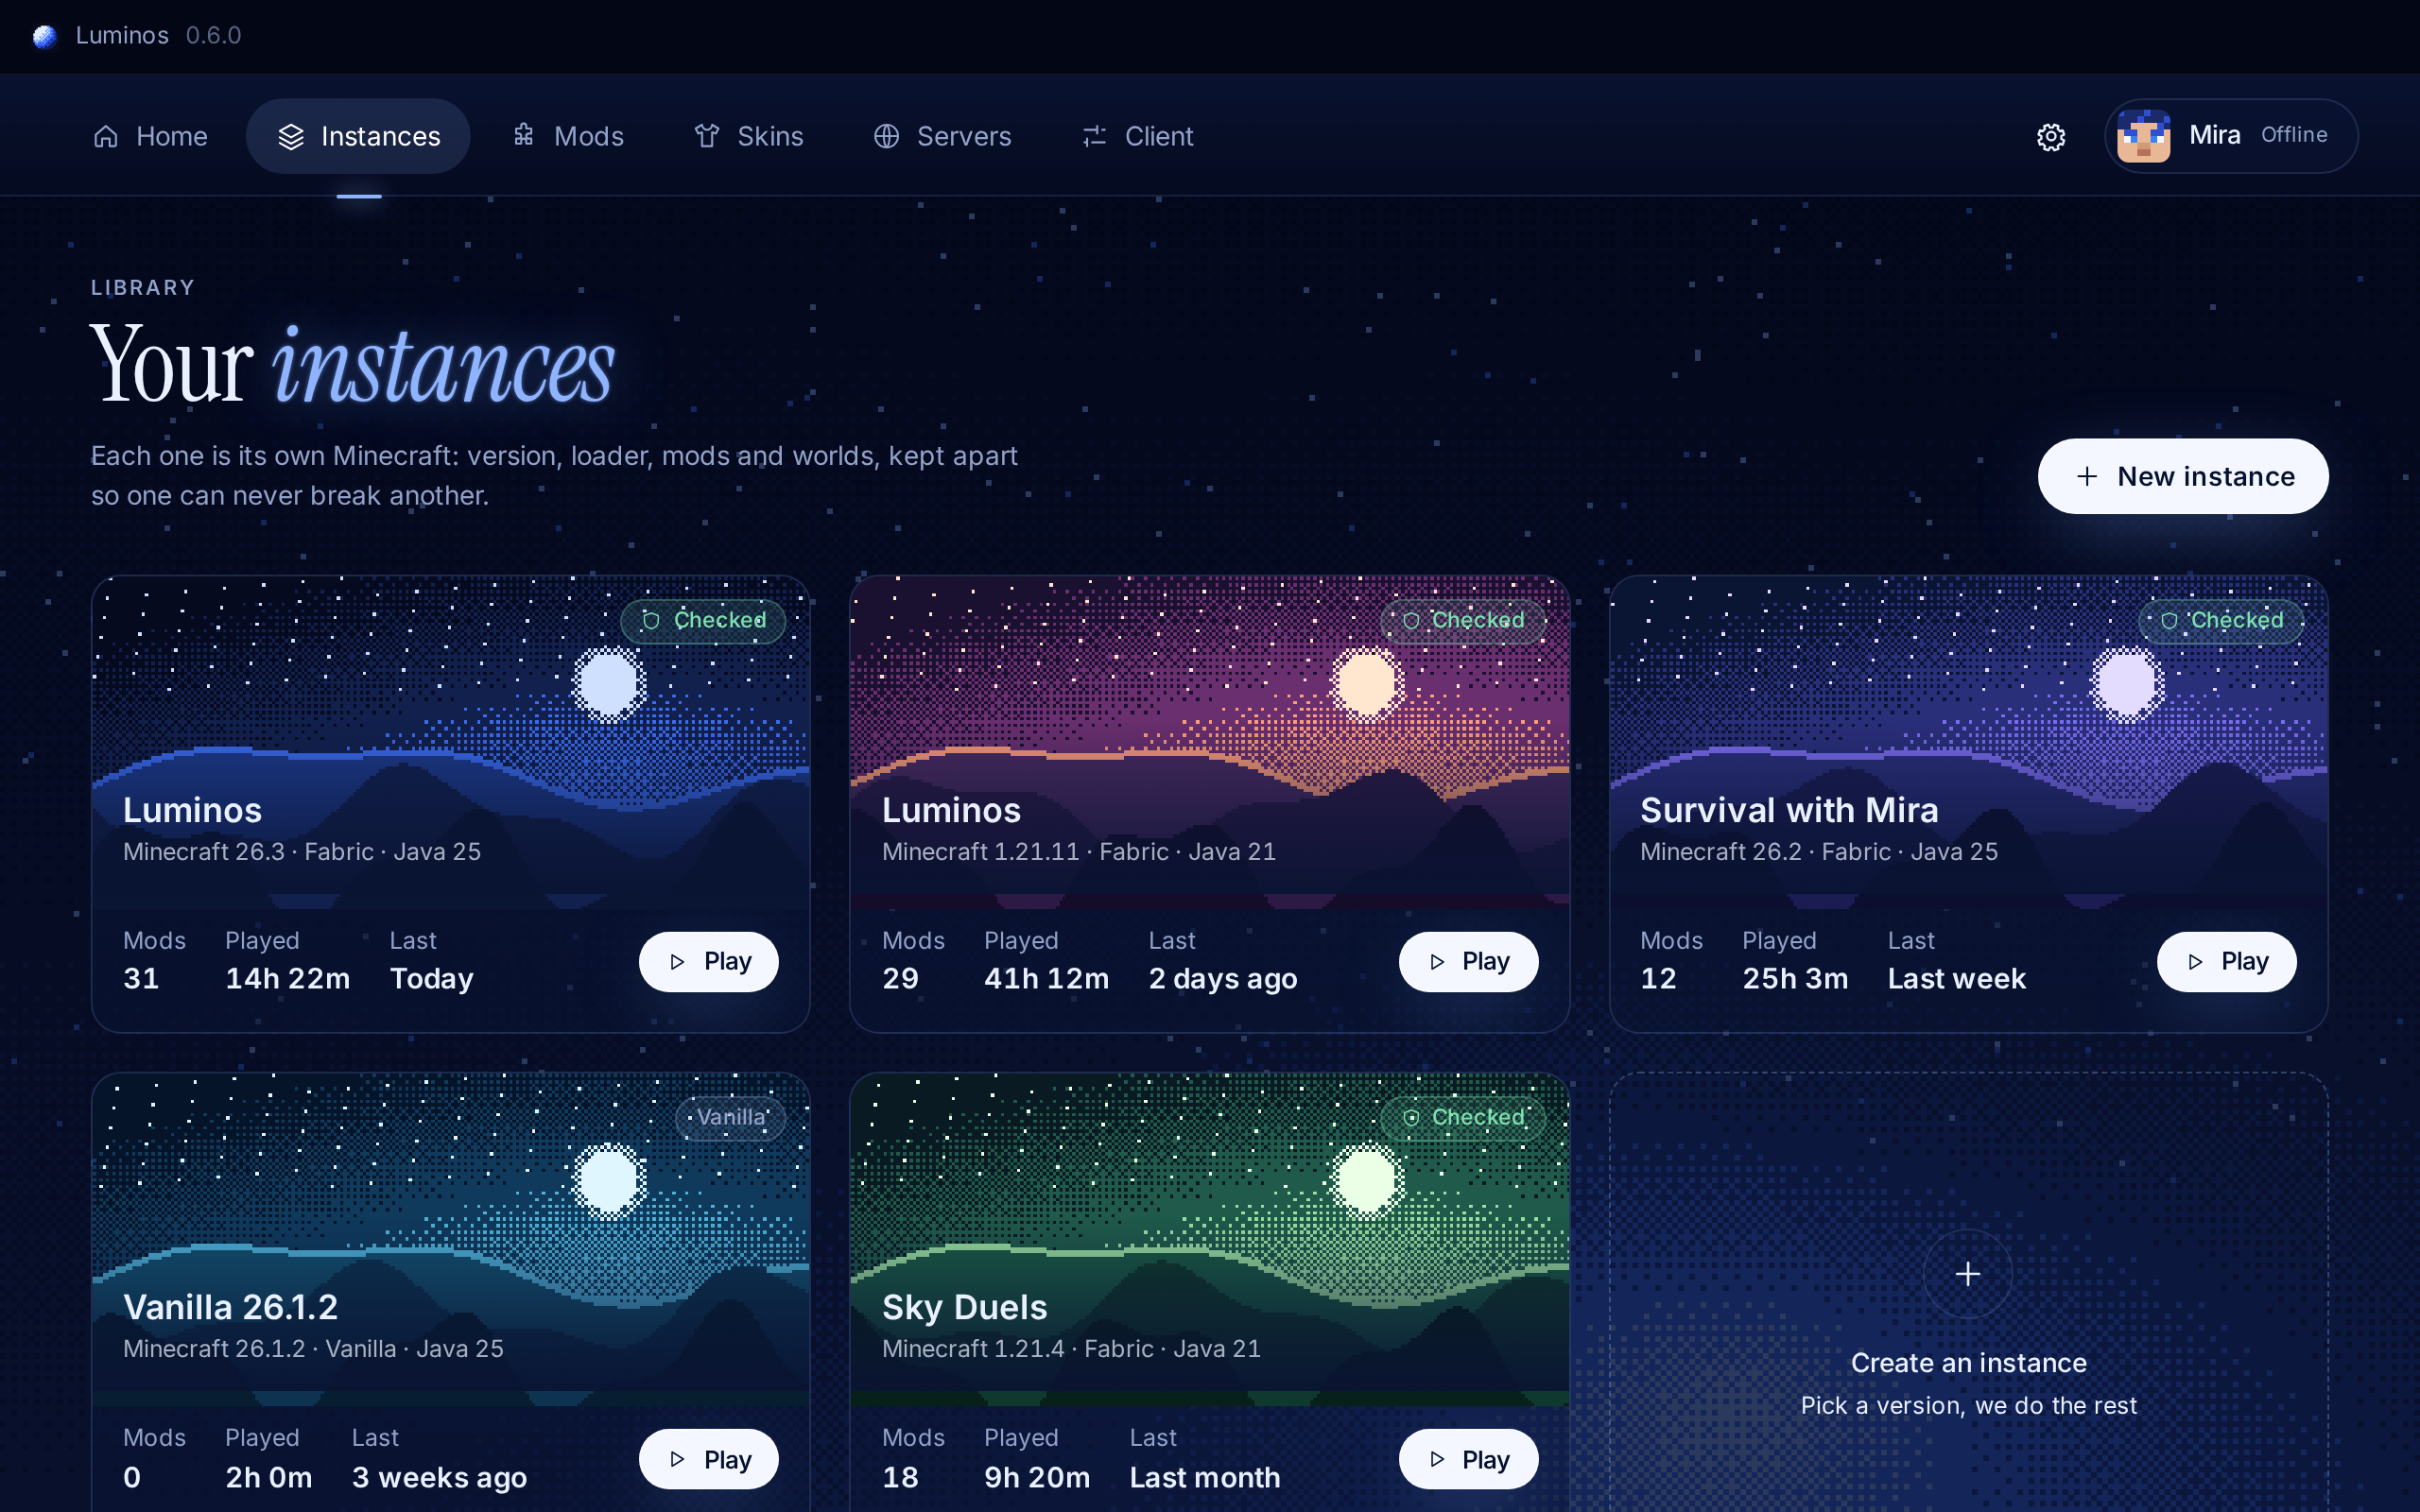 Luminos 0.6.0
Home Instances Mods Skins Servers Client Mira Offline
LIBRARY
Your instances
Each one is its own Minecraft: version, loader, mods and worlds, kept apart
so one can never break another.
New instance
Checked
Luminos
Minecraft 26.3 · Fabric · Java 25
Mods Played Last
31 14h 22m Today
Play
Checked
Luminos
Minecraft 1.21.11 · Fabric · Java 21
Mods Played Last
29 41h 12m 2 days ago
Play
Checked
Survival with Mira
Minecraft 26.2 · Fabric · Java 25
Mods Played Last
12 25h 3m Last week
Play
Vanilla
Vanilla 26.1.2
Minecraft 26.1.2 · Vanilla · Java 25
Mods Played Last
0 2h 0m 3 weeks ago
Play
Checked
Sky Duels
Minecraft 1.21.4 · Fabric · Java 21
Mods Played Last
18 9h 20m Last month
Play
Create an instance
Pick a version, we do the rest